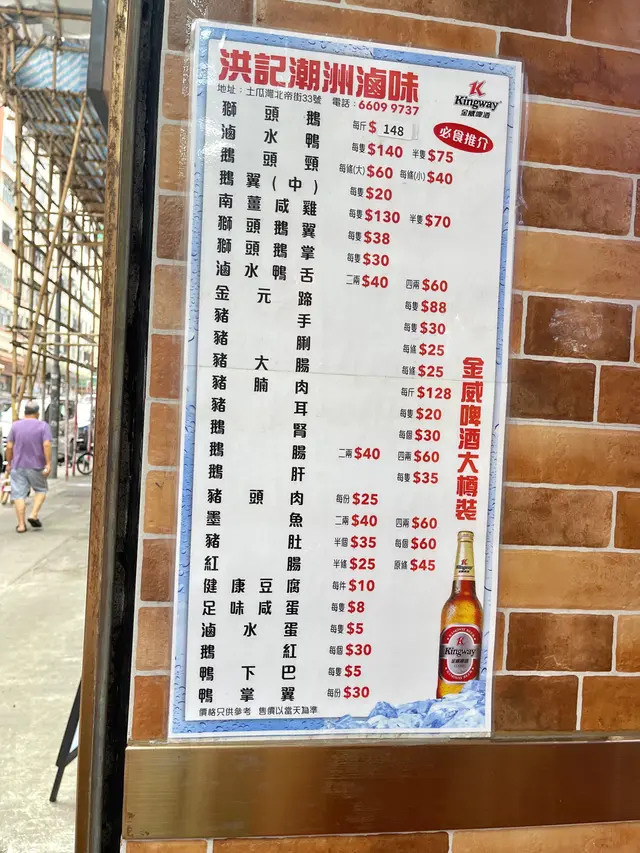 洪記潮洲滷味
地址：土瓜灣北帝街33號 電話：6609 9737
Kingway
金威啤酒
必食推介
獅頭鵝 每斤$148
滷水鴨 每隻$140 半隻$75
鵝頭頸 每條(大)$60 每條(小)$40
鵝翼(中) 每隻$20
南薑咸雞 每隻$130 半隻$70
獅頭鵝翼 每隻$38
獅頭鵝掌 每隻$30
滷水鴨舌 二兩$40 四兩$60
金元蹄 每隻$88
豬手 每隻$30
豬脷 每條$25
豬大腸 每條$25
豬腩肉 每斤$128
豬耳 每隻$20
鵝腎 每個$30
鵝腸 二兩$40 四兩$60
鵝肝 每隻$35
豬頭肉 每份$25
墨魚 二兩$40 四兩$60
豬肚 半個$35 每個$60
紅腸 半條$25 原條$45
健康豆腐 每件$10
足味咸蛋 每隻$8
滷水蛋 每隻$5
鵝紅 每個$30
鴨下巴 每隻$5
鴨掌翼 每份$30
價格只供參考 售價以當天為準
金威啤酒大樽裝
Kingway
金威啤酒